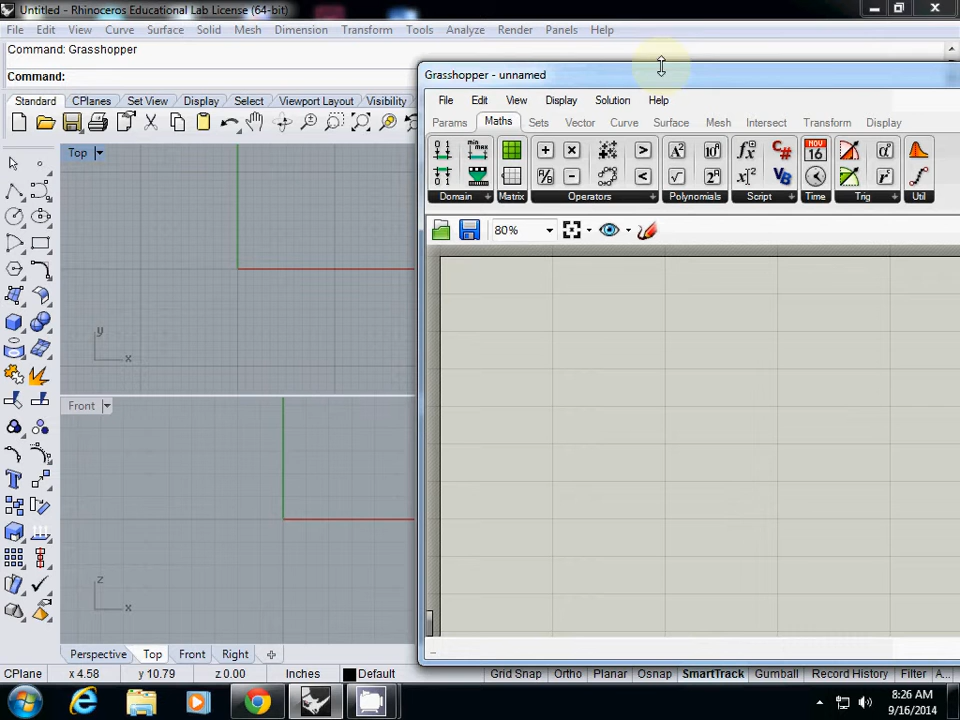 Untitled - Rhinoceros Educational Lab License (64-bit)
File Edit View Curve Surface Solid Mesh Dimension Transform Tools Analyze Render Panels Help
Command: Grasshopper
Command:
Standard CPlanes Set View Display Select Viewport Layout Visibility
Top
y
x
Front
z
x
Perspective Top Front Right
Grasshopper - unnamed
File Edit View Display Solution Help
Params Maths Sets Vector Curve Surface Mesh Intersect Transform Display
Domain Matrix Operators Polynomials Script Time Trig Util
80%
CPlane x 4.58 y 10.79 z 0.00 Inches Default Grid Snap Ortho Planar Osnap SmartTrack Gumball Record History Filter A...
8:26 AM
9/16/2014